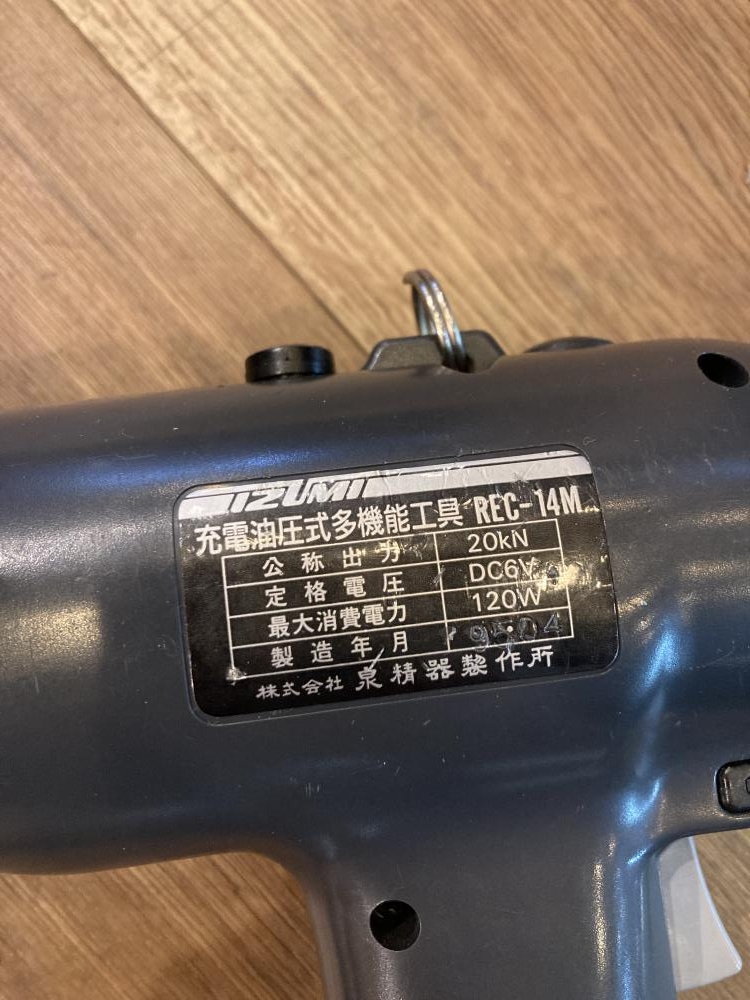 IZUMI
充電油圧式多機能工具 REC-14M
公称出力 20kN
定格電圧 DC6V
最大消費電力 120W
製造年月 '95.04
株式会社 泉精器製作所